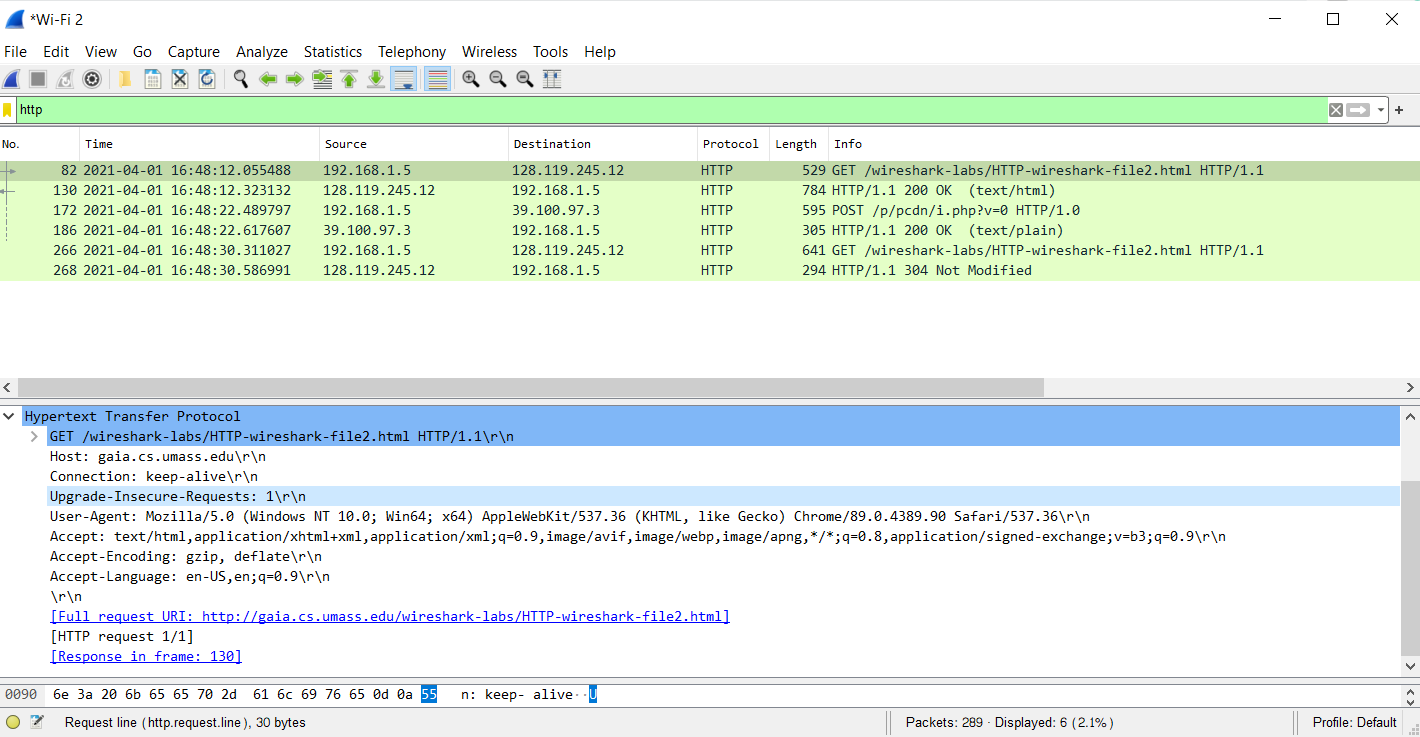 *Wi-Fi 2
File Edit View Go Capture Analyze Statistics Telephony Wireless Tools Help
http
No. Time Source Destination Protocol Length Info
82 2021-04-01 16:48:12.055488 192.168.1.5 128.119.245.12 HTTP 529 GET /wireshark-labs/HTTP-wireshark-file2.html HTTP/1.1
130 2021-04-01 16:48:12.323132 128.119.245.12 192.168.1.5 HTTP 784 HTTP/1.1 200 OK  (text/html)
172 2021-04-01 16:48:22.489797 192.168.1.5 39.100.97.3 HTTP 595 POST /p/pcdn/i.php?v=0 HTTP/1.0
186 2021-04-01 16:48:22.617607 39.100.97.3 192.168.1.5 HTTP 305 HTTP/1.1 200 OK  (text/plain)
266 2021-04-01 16:48:30.311027 192.168.1.5 128.119.245.12 HTTP 641 GET /wireshark-labs/HTTP-wireshark-file2.html HTTP/1.1
268 2021-04-01 16:48:30.586991 128.119.245.12 192.168.1.5 HTTP 294 HTTP/1.1 304 Not Modified
Hypertext Transfer Protocol
GET /wireshark-labs/HTTP-wireshark-file2.html HTTP/1.1\r\n
Host: gaia.cs.umass.edu\r\n
Connection: keep-alive\r\n
Upgrade-Insecure-Requests: 1\r\n
User-Agent: Mozilla/5.0 (Windows NT 10.0; Win64; x64) AppleWebKit/537.36 (KHTML, like Gecko) Chrome/89.0.4389.90 Safari/537.36\r\n
Accept: text/html,application/xhtml+xml,application/xml;q=0.9,image/avif,image/webp,image/apng,*/*;q=0.8,application/signed-exchange;v=b3;q=0.9\r\n
Accept-Encoding: gzip, deflate\r\n
Accept-Language: en-US,en;q=0.9\r\n
\r\n
[Full request URI: http://gaia.cs.umass.edu/wireshark-labs/HTTP-wireshark-file2.html]
[HTTP request 1/1]
[Response in frame: 130]
0090 6e 3a 20 6b 65 65 70 2d  61 6c 69 76 65 0d 0a 55 n: keep- alive··U
Request line (http.request.line), 30 bytes Packets: 289 · Displayed: 6 (2.1%) Profile: Default